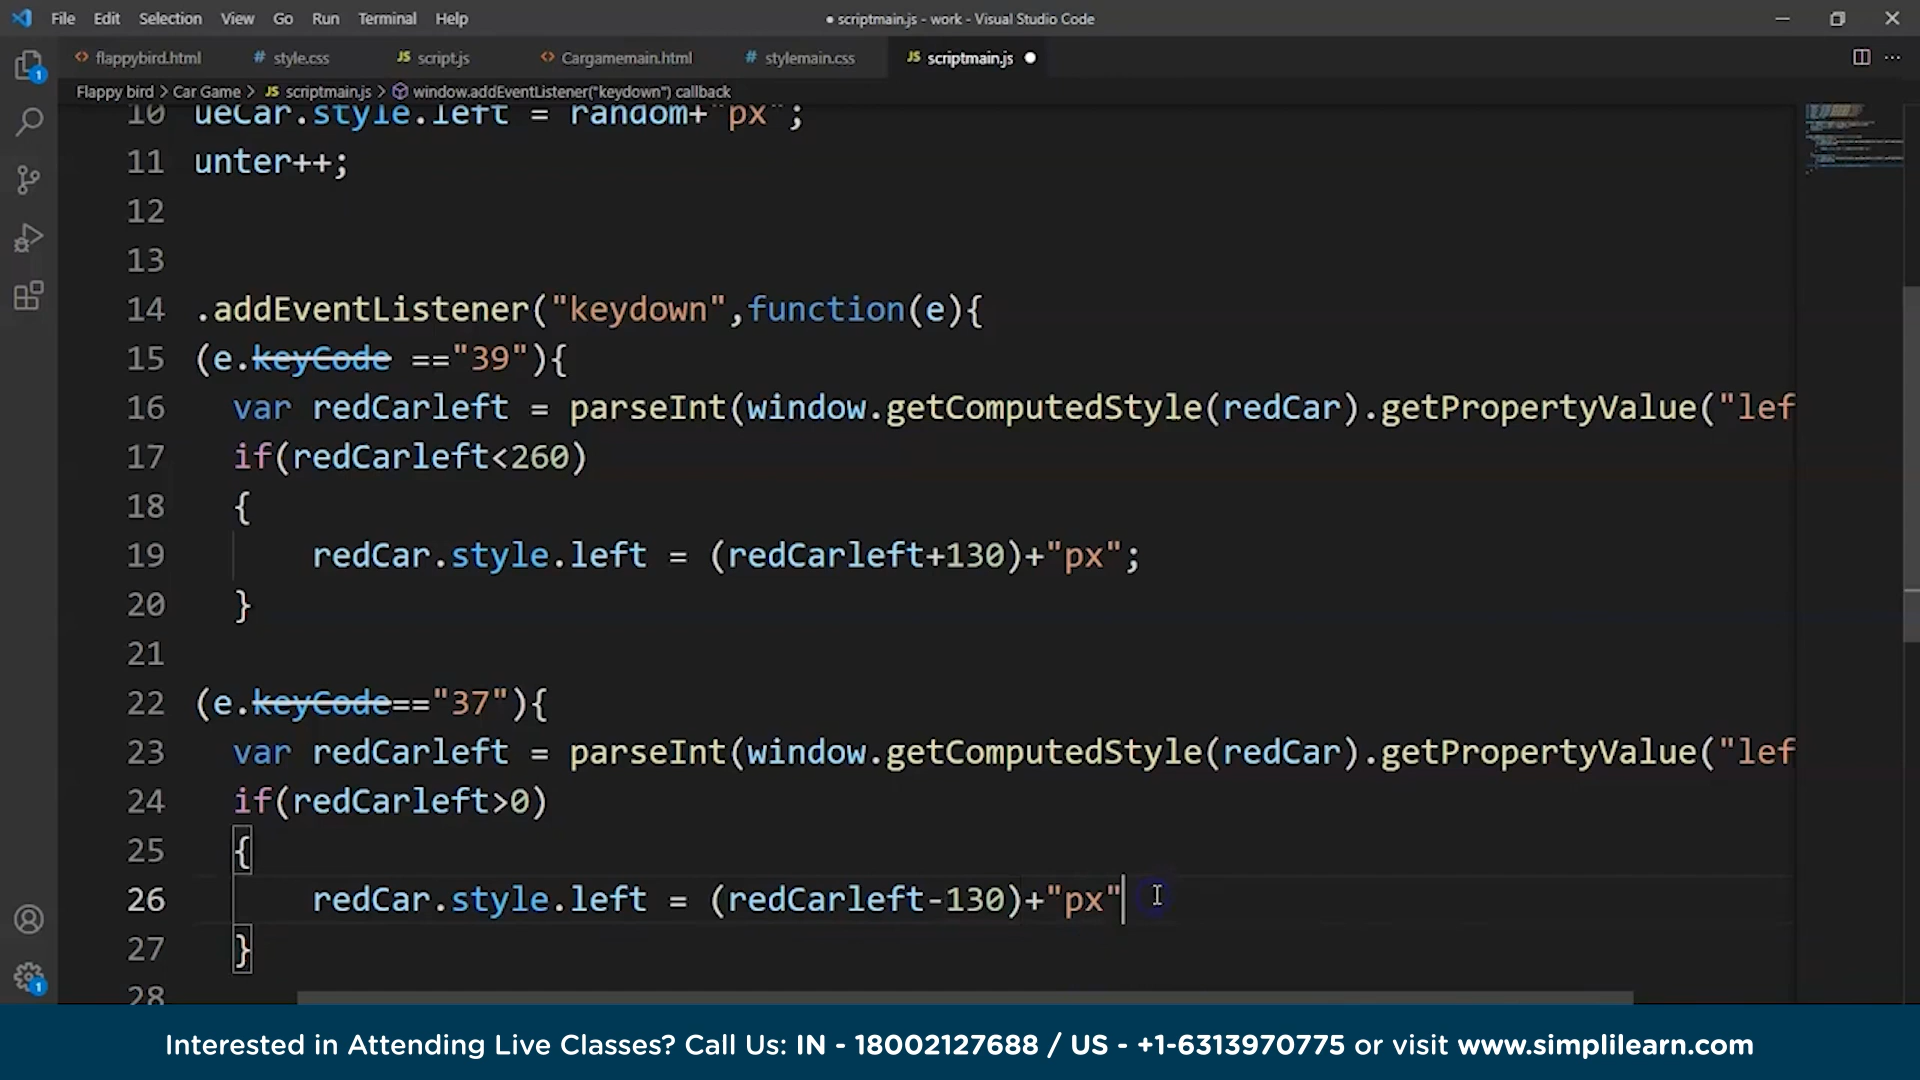 File Edit Selection View Go Run Terminal Help
● scriptmain.js - work - Visual Studio Code
flappybird.html # style.css JS script.js Cargamemain.html # stylemain.css JS scriptmain.js
Flappy bird > Car Game > JS scriptmain.js > window.addEventListener("keydown") callback
10 ueCar.style.left = random+"px";
11 unter++;
12
13
14 .addEventListener("keydown",function(e){
15 (e.keyCode =="39"){
16 var redCarleft = parseInt(window.getComputedStyle(redCar).getPropertyValue("lef
17 if(redCarleft<260)
18 {
19 redCar.style.left = (redCarleft+130)+"px";
20 }
21
22 (e.keyCode=="37"){
23 var redCarleft = parseInt(window.getComputedStyle(redCar).getPropertyValue("lef
24 if(redCarleft>0)
25 {
26 redCar.style.left = (redCarleft-130)+"px"
27 }
28
1
1
Interested in Attending Live Classes? Call Us: IN - 18002127688 / US - +1-6313970775 or visit www.simplilearn.com